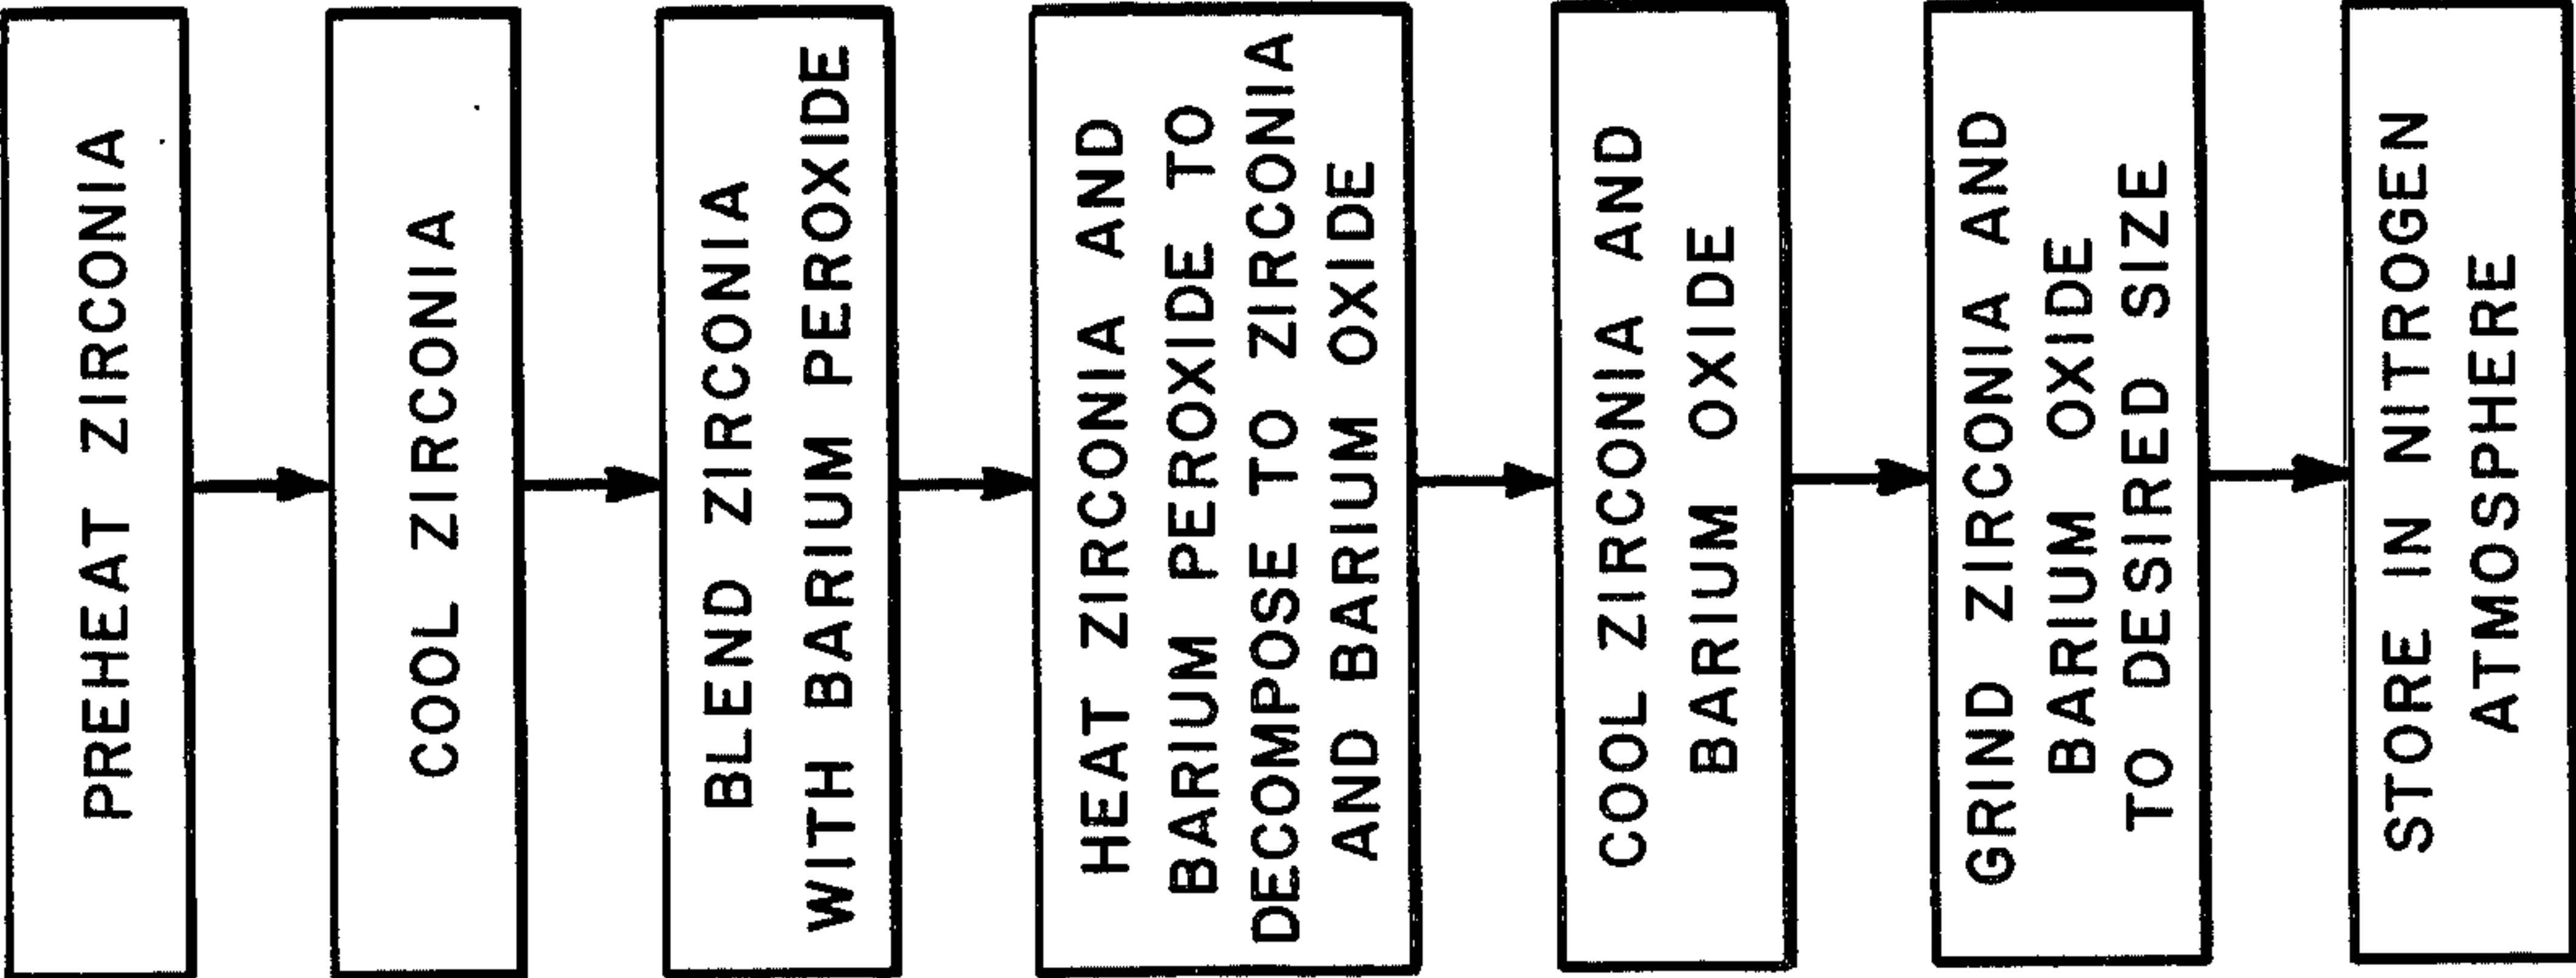 PREHEAT ZIRCONIA
COOL ZIRCONIA
BLEND ZIRCONIA
WITH BARIUM PEROXIDE
HEAT ZIRCONIA AND
BARIUM PEROXIDE TO
DECOMPOSE TO ZIRCONIA
AND BARIUM OXIDE
COOL ZIRCONIA AND
BARIUM OXIDE
GRIND ZIRCONIA AND
BARIUM OXIDE
TO DESIRED SIZE
STORE IN NITROGEN
ATMOSPHERE